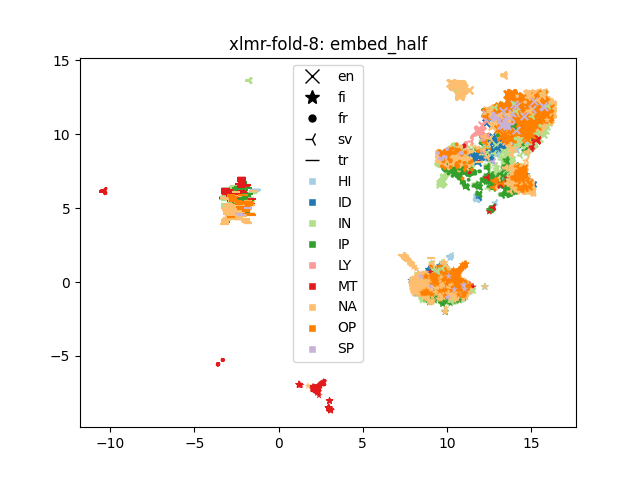 xlmr-fold-8: embed_half
15
10
5
0
−5
−10
−5
0
5
10
15
en
fi
fr
sv
tr
HI
ID
IN
IP
LY
MT
NA
OP
SP